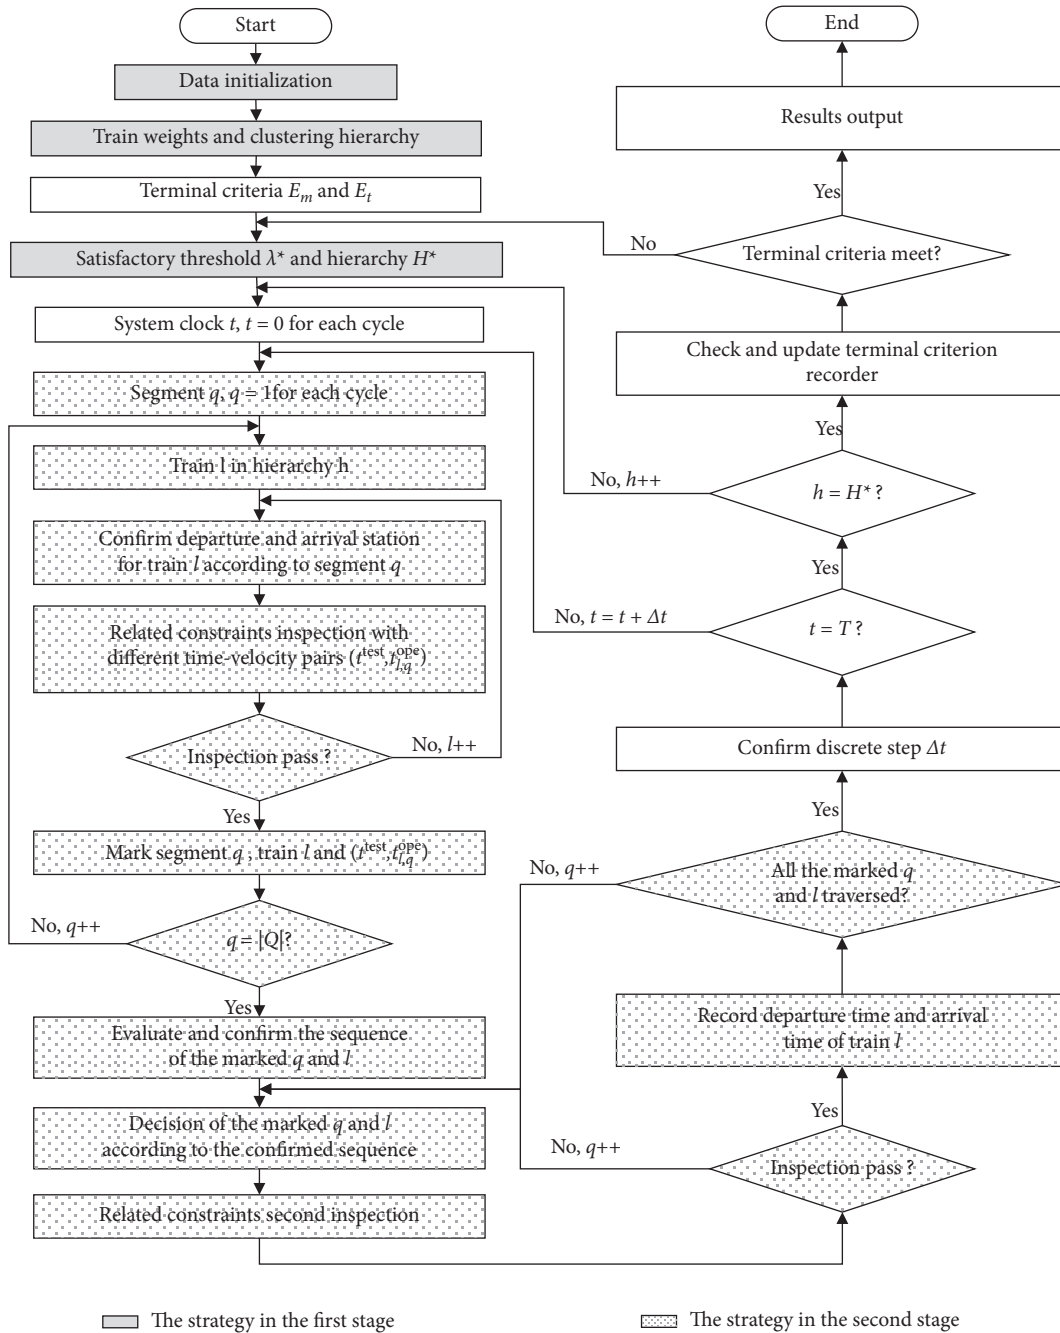 Start
Data initialization
Train weights and clustering hierarchy
Terminal criteria Em and Et
Satisfactory threshold λ* and hierarchy H*
System clock t, t = 0 for each cycle
Segment q, q = 1for each cycle
Train l in hierarchy h
Confirm departure and arrival station
for train l according to segment q
Related constraints inspection with
different time-velocity pairs (t^test,t_l,q^ope)
Inspection pass ?
No, l++
Yes
Mark segment q , train l and (t^test,t_l,q^ope)
No, q++
q = |Q|?
Yes
Evaluate and confirm the sequence
of the marked q and l
Decision of the marked q and l
according to the confirmed sequence
Related constraints second inspection
End
Results output
Yes
No
Terminal criteria meet?
Check and update terminal criterion
recorder
Yes
No, h++
h = H* ?
Yes
No, t = t + Δt
t = T ?
Confirm discrete step Δt
Yes
No, q++
All the marked q
and l traversed?
Record departure time and arrival
time of train l
Yes
No, q++
Inspection pass ?
The strategy in the first stage
The strategy in the second stage